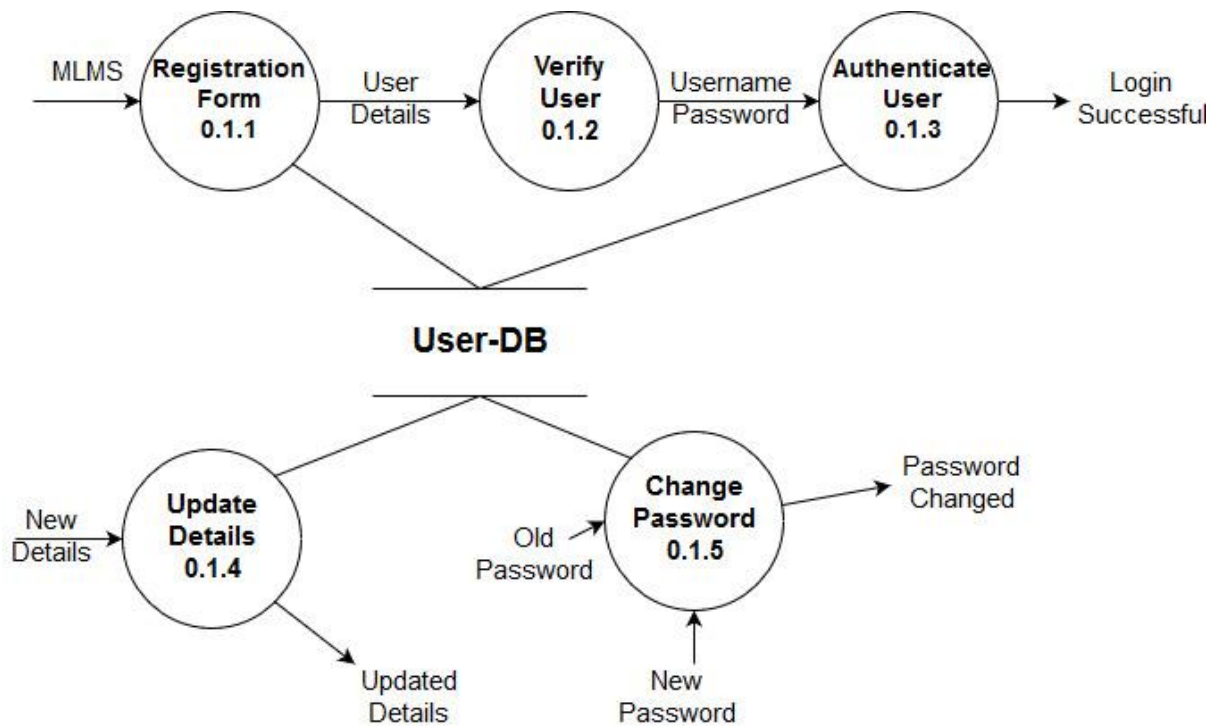 MLMS
Registration
Form
0.1.1
User
Details
Verify
User
0.1.2
Username
Password
Authenticate
User
0.1.3
Login
Successful
User-DB
New
Details
Update
Details
0.1.4
Updated
Details
Old
Password
Change
Password
0.1.5
New
Password
Password
Changed